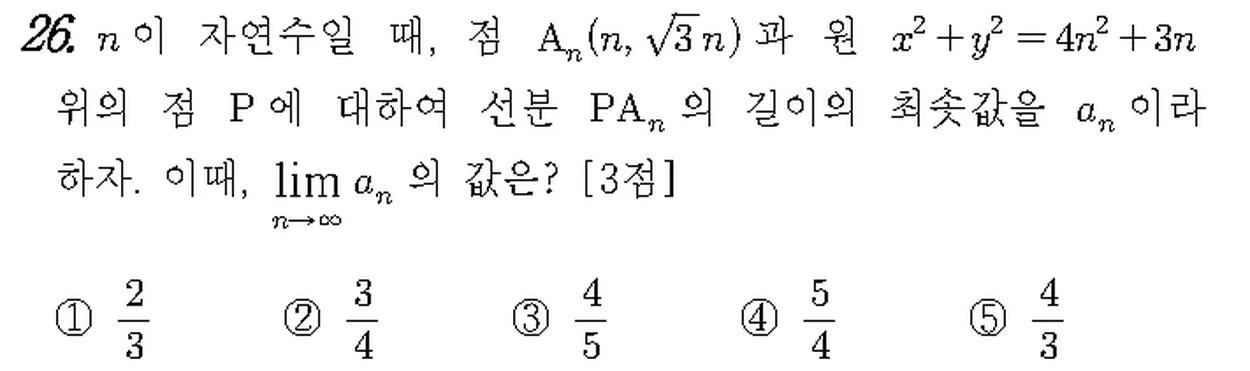 26. n이 자연수일 때, 점 Aₙ(n, √3 n)과 원 x² + y² = 4n² + 3n
위의 점 P에 대하여 선분 PAₙ의 길이의 최솟값을 aₙ이라
하자. 이때, lim aₙ의 값은? [3점]
n→∞
① 2/3 ② 3/4 ③ 4/5 ④ 5/4 ⑤ 4/3